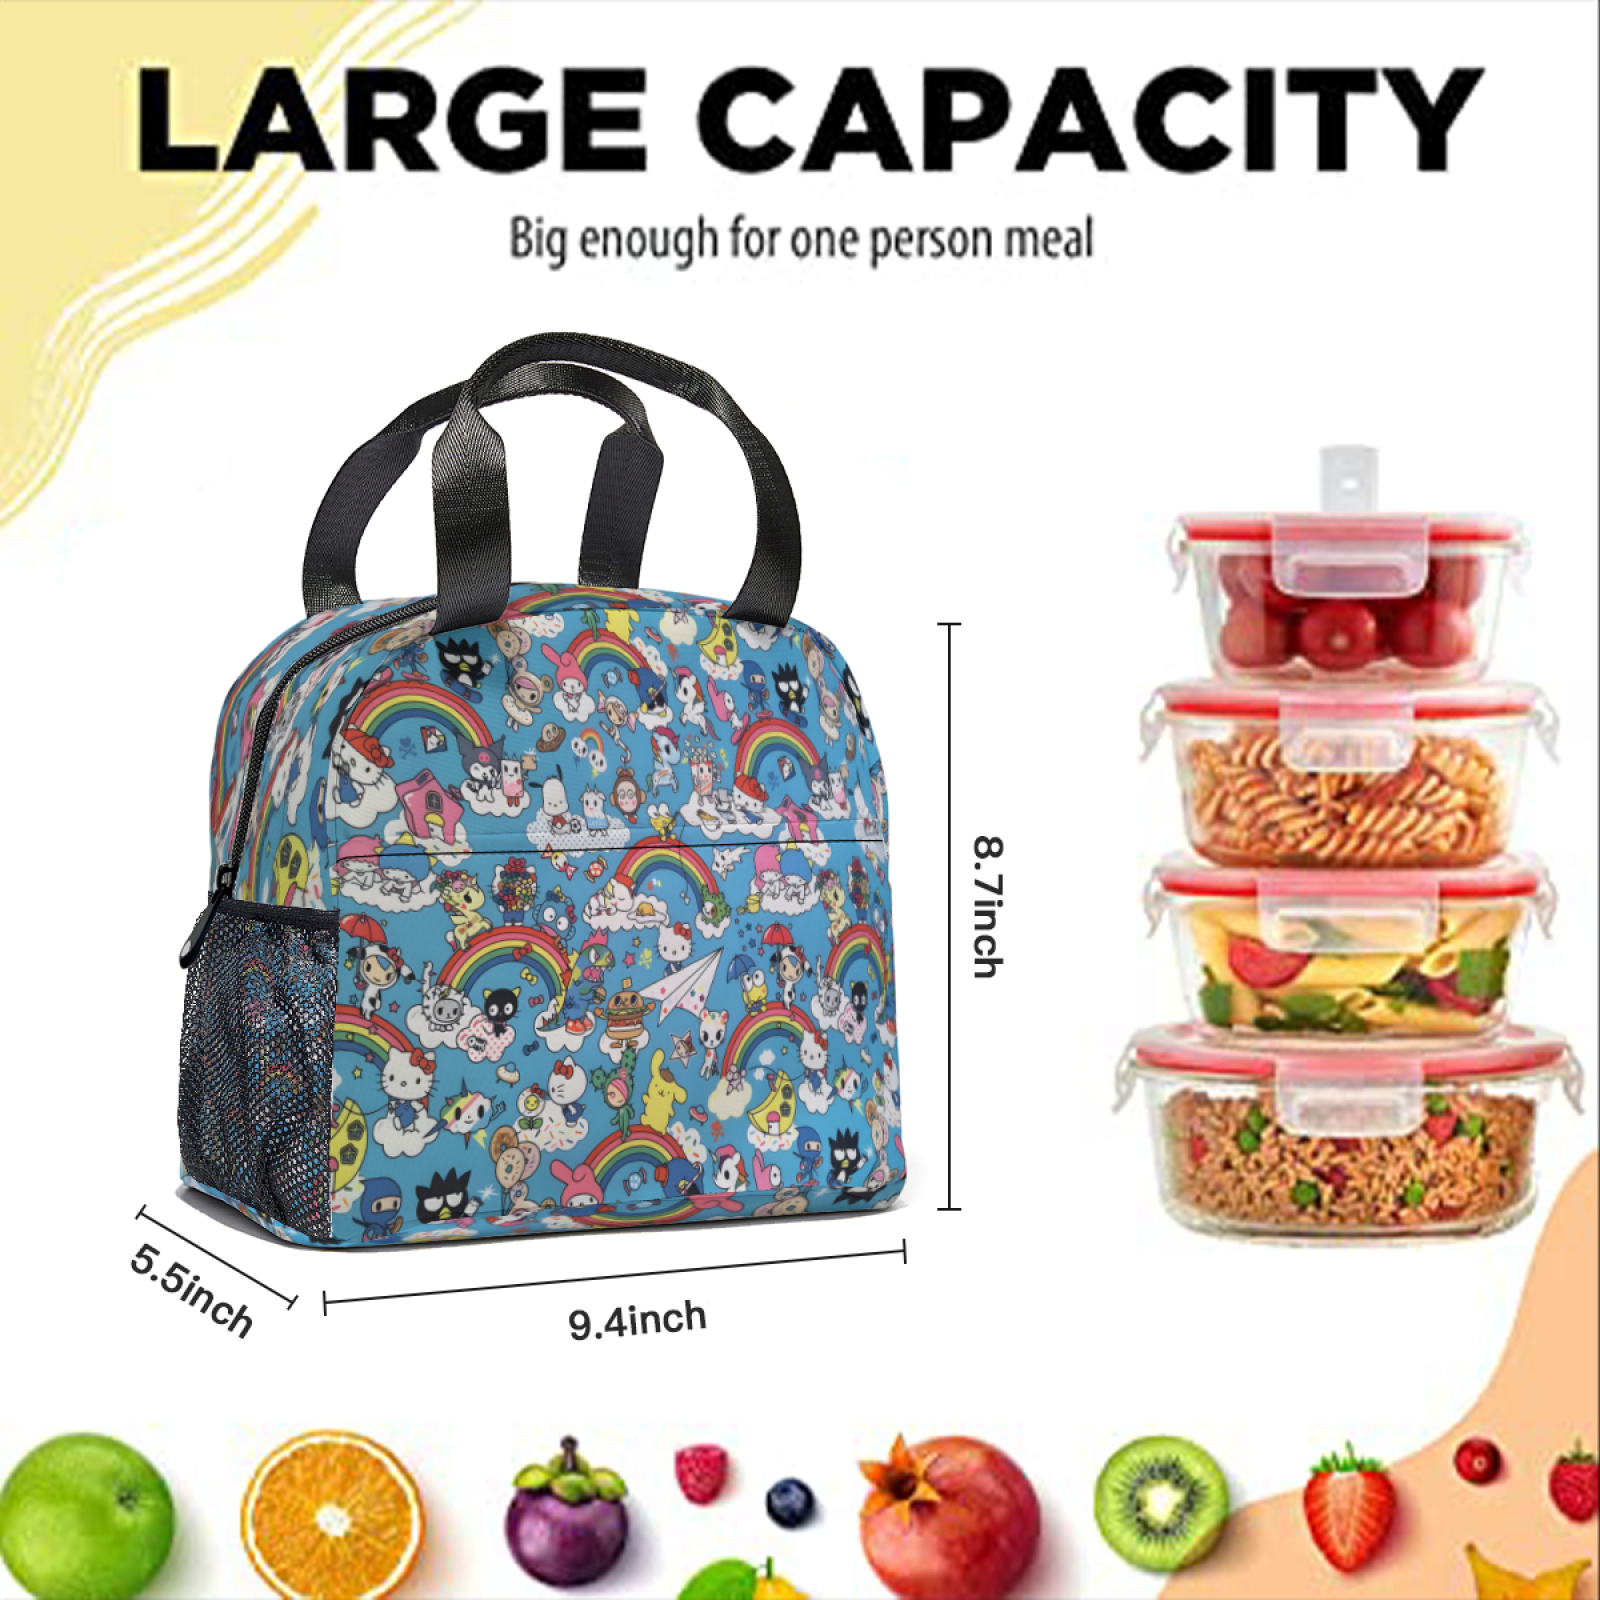 LARGE CAPACITY
Big enough for one person meal
8.7inch
5.5inch
9.4inch